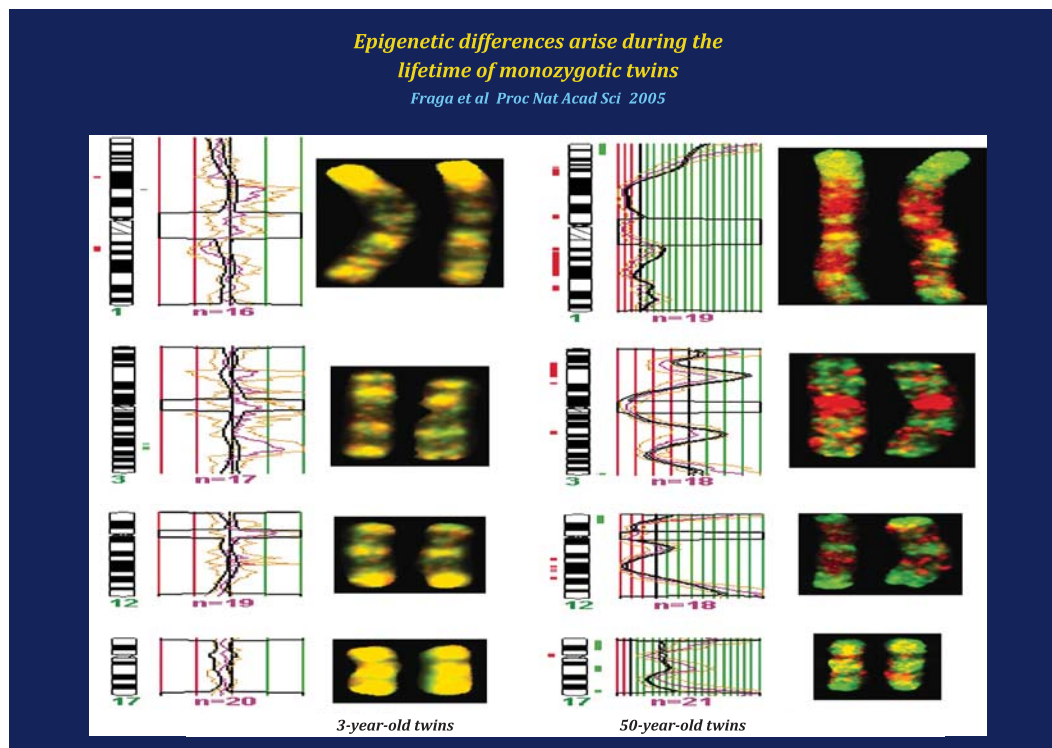 Epigenetic differences arise during the
lifetime of monozygotic twins
Fraga et al Proc Nat Acad Sci 2005
1 n=16 1 n=19
3 n=17 3 n=18
12 n=19 12 n=18
17 n=20 17 n=21
3-year-old twins 50-year-old twins